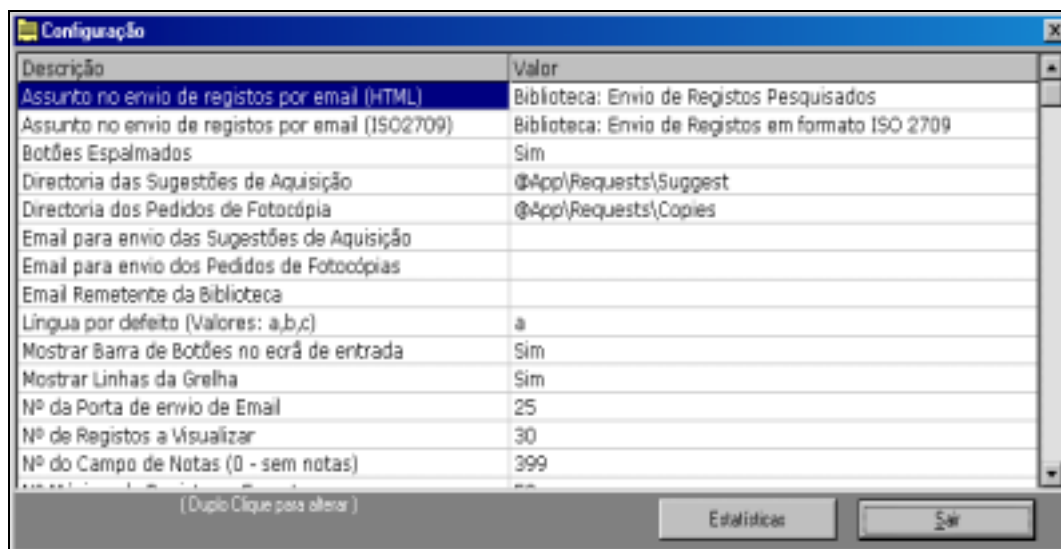 Configuração
Descrição Valor
Assunto no envio de registos por email (HTML) Biblioteca: Envio de Registos Pesquisados
Assunto no envio de registos por email (ISO2709) Biblioteca: Envio de Registos em formato ISO 2709
Botões Espalmados Sim
Directoria das Sugestões de Aquisição @App\Requests\Suggest
Directoria dos Pedidos de Fotocópia @App\Requests\Copies
Email para envio das Sugestões de Aquisição
Email para envio dos Pedidos de Fotocópias
Email Remetente da Biblioteca
Língua por defeito (Valores: a,b,c) a
Mostrar Barra de Botões no ecrã de entrada Sim
Mostrar Linhas da Grelha Sim
Nº da Porta de envio de Email 25
Nº de Registos a Visualizar 30
Nº do Campo de Notas (0 - sem notas) 399
( Duplo Clique para alterar )
Estatísticas Sair